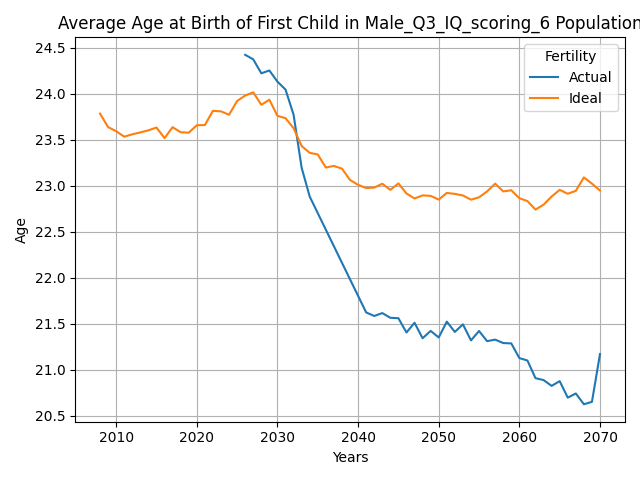 Average Age at Birth of First Child in Male_Q3_IQ_scoring_6 Population
Fertility
Actual
Ideal
24.5
24.0
23.5
23.0
22.5
22.0
21.5
21.0
20.5
Age
2010 2020 2030 2040 2050 2060 2070
Years